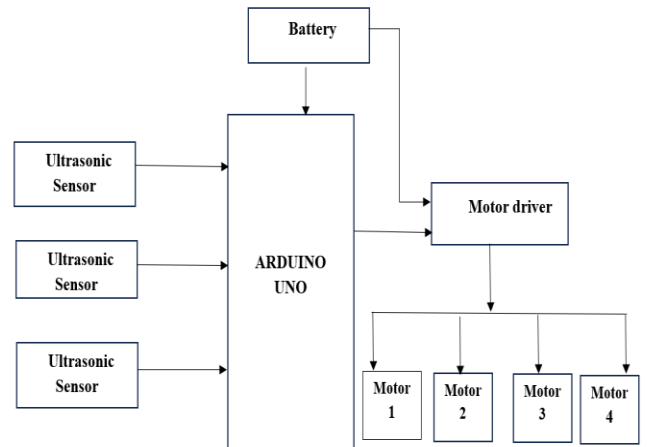 Battery
Ultrasonic
Sensor
Motor driver
Ultrasonic
Sensor
ARDUINO
UNO
Ultrasonic
Sensor
Motor
1
Motor
2
Motor
3
Motor
4